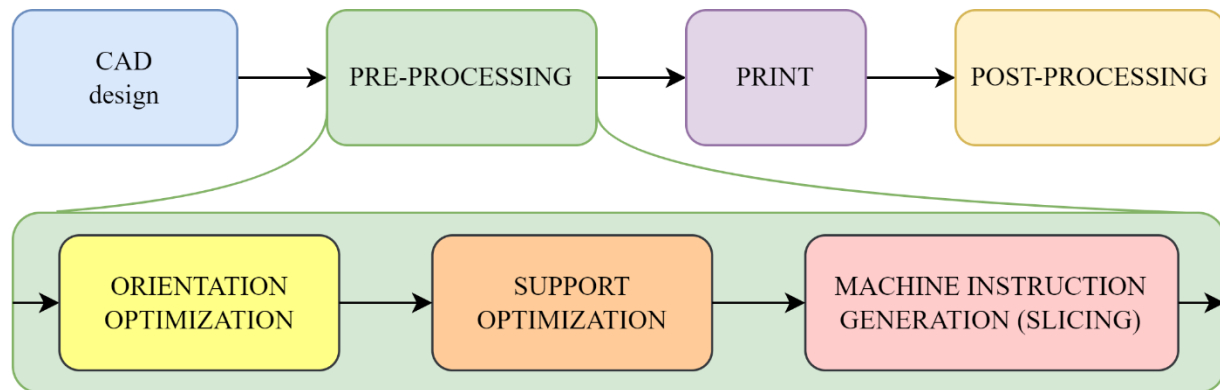 CAD
design
PRE-PROCESSING
PRINT
POST-PROCESSING
ORIENTATION
OPTIMIZATION
SUPPORT
OPTIMIZATION
MACHINE INSTRUCTION
GENERATION (SLICING)